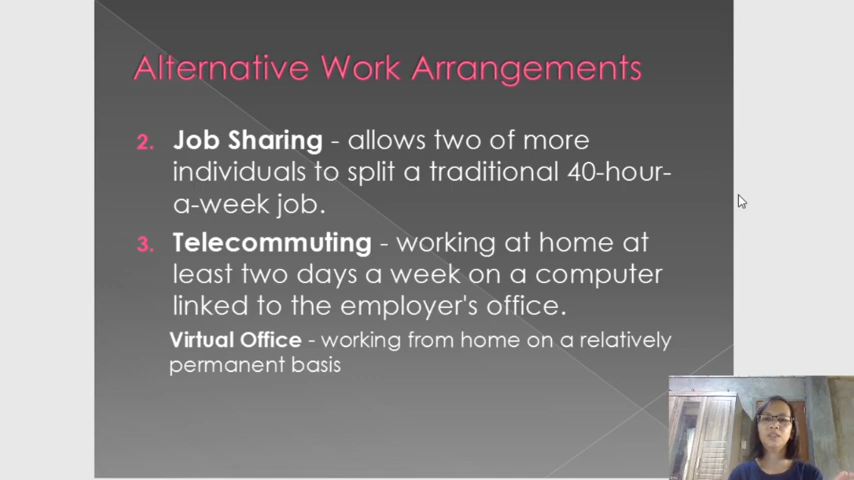 Alternative Work Arrangements
2. Job Sharing - allows two of more
individuals to split a traditional 40-hour-
a-week job.
3. Telecommuting - working at home at
least two days a week on a computer
linked to the employer's office.
Virtual Office - working from home on a relatively
permanent basis